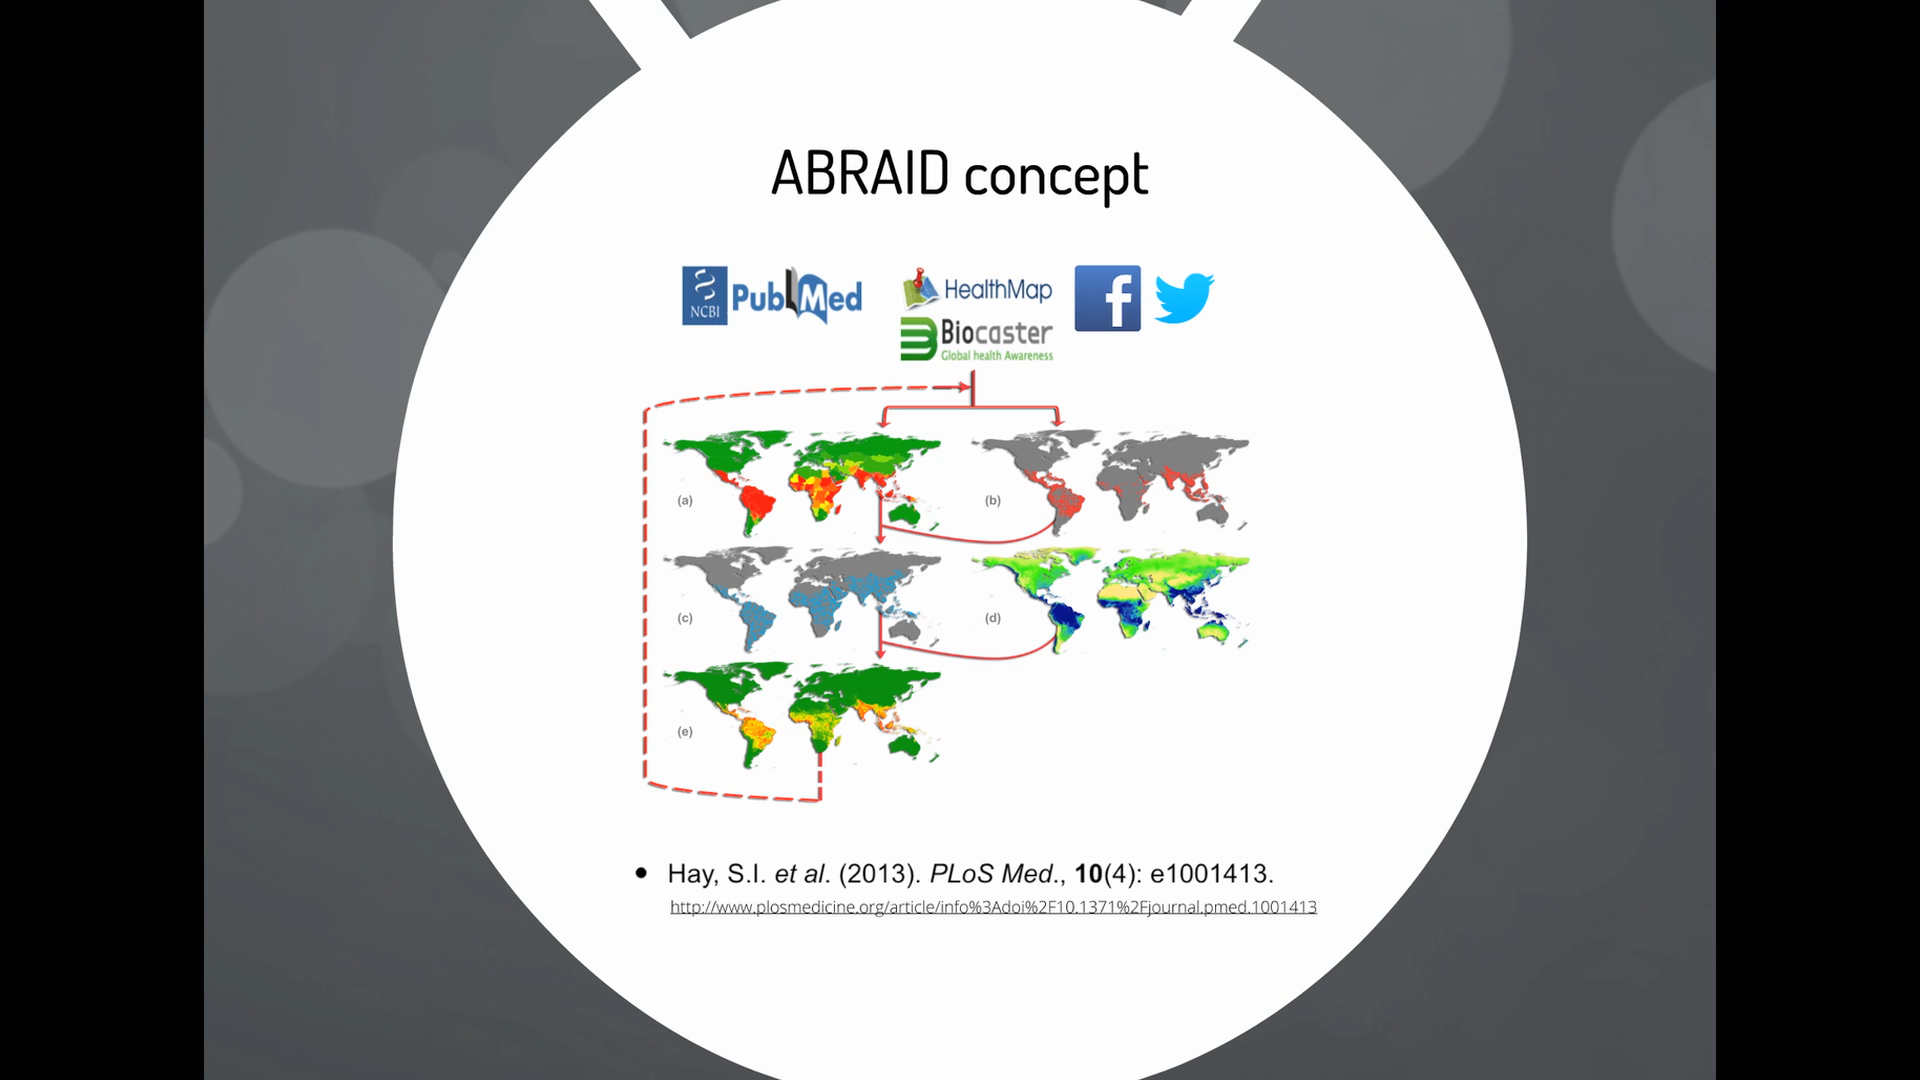 ABRAID concept
NCBI
PubMed
HealthMap
f
Biocaster
Global health Awareness
(a)
(b)
(c)
(d)
(e)
• Hay, S.I. et al. (2013). PLoS Med., 10(4): e1001413.
http://www.plosmedicine.org/article/info%3Adoi%2F10.1371%2Fjournal.pmed.1001413